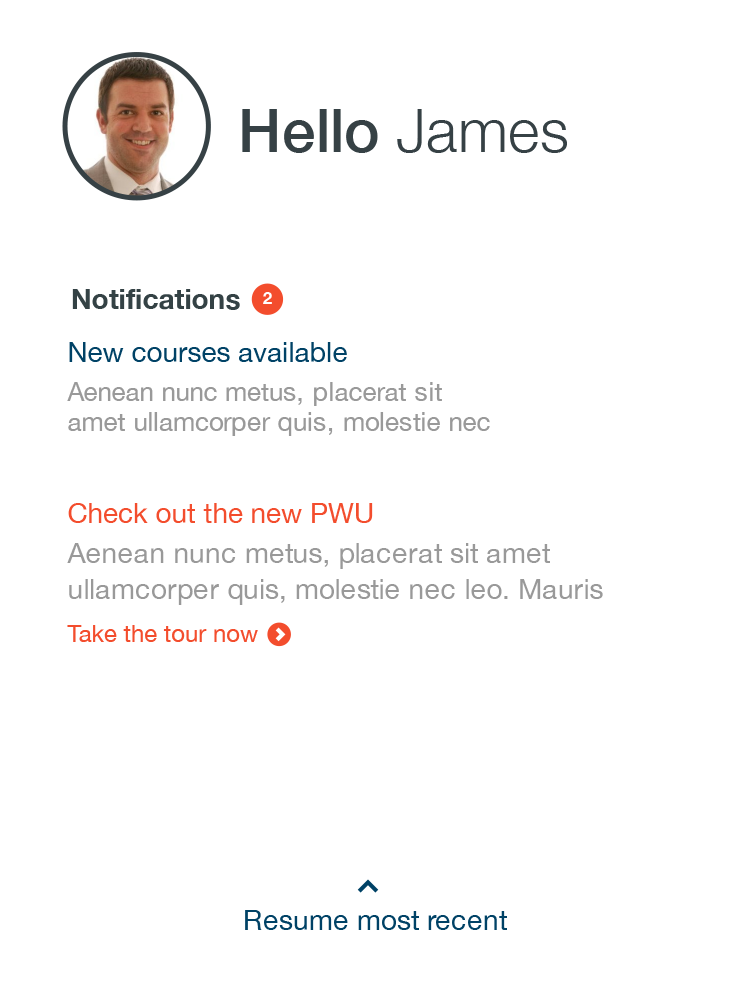 Hello James
Notifications 2
New courses available
Aenean nunc metus, placerat sit
amet ullamcorper quis, molestie nec
Check out the new PWU
Aenean nunc metus, placerat sit amet
ullamcorper quis, molestie nec leo. Mauris
Take the tour now
Resume most recent